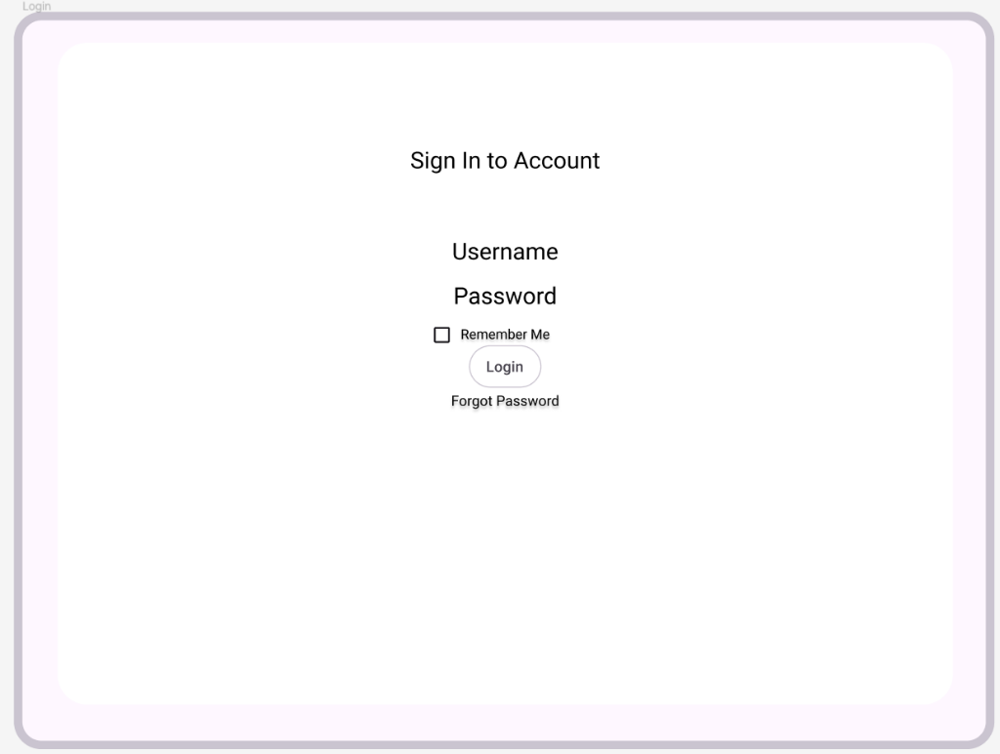 Login
Sign In to Account
Username
Password
Remember Me
Login
Forgot Password